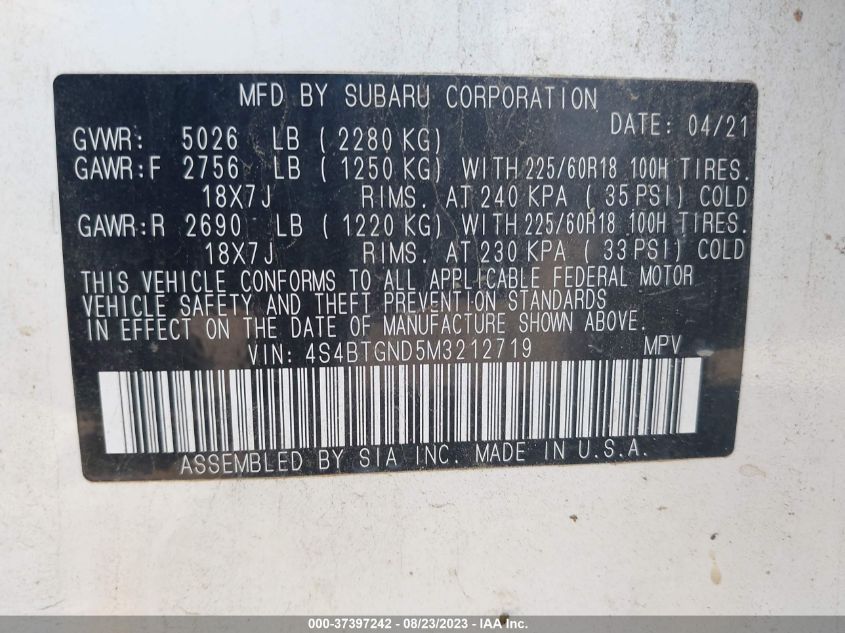 MFD BY SUBARU CORPORATION
DATE: 04/21
GVWR: 5026 LB ( 2280 KG)
GAWR:F 2756 LB ( 1250 KG) WITH 225/60R18 100H TIRES.
18X7J RIMS. AT 240 KPA ( 35 PSI) COLD
GAWR:R 2690 LB ( 1220 KG) WITH 225/60R18 100H TIRES.
18X7J RIMS. AT 230 KPA ( 33 PSI) COLD
THIS VEHICLE CONFORMS TO ALL APPLICABLE FEDERAL MOTOR
VEHICLE SAFETY AND THEFT PREVENTION STANDARDS
IN EFFECT ON THE DATE OF MANUFACTURE SHOWN ABOVE.
VIN: 4S4BTGND5M3212719 MPV
ASSEMBLED BY SIA INC. MADE IN U.S.A.
000-37397242 - 08/23/2023 - IAA Inc.